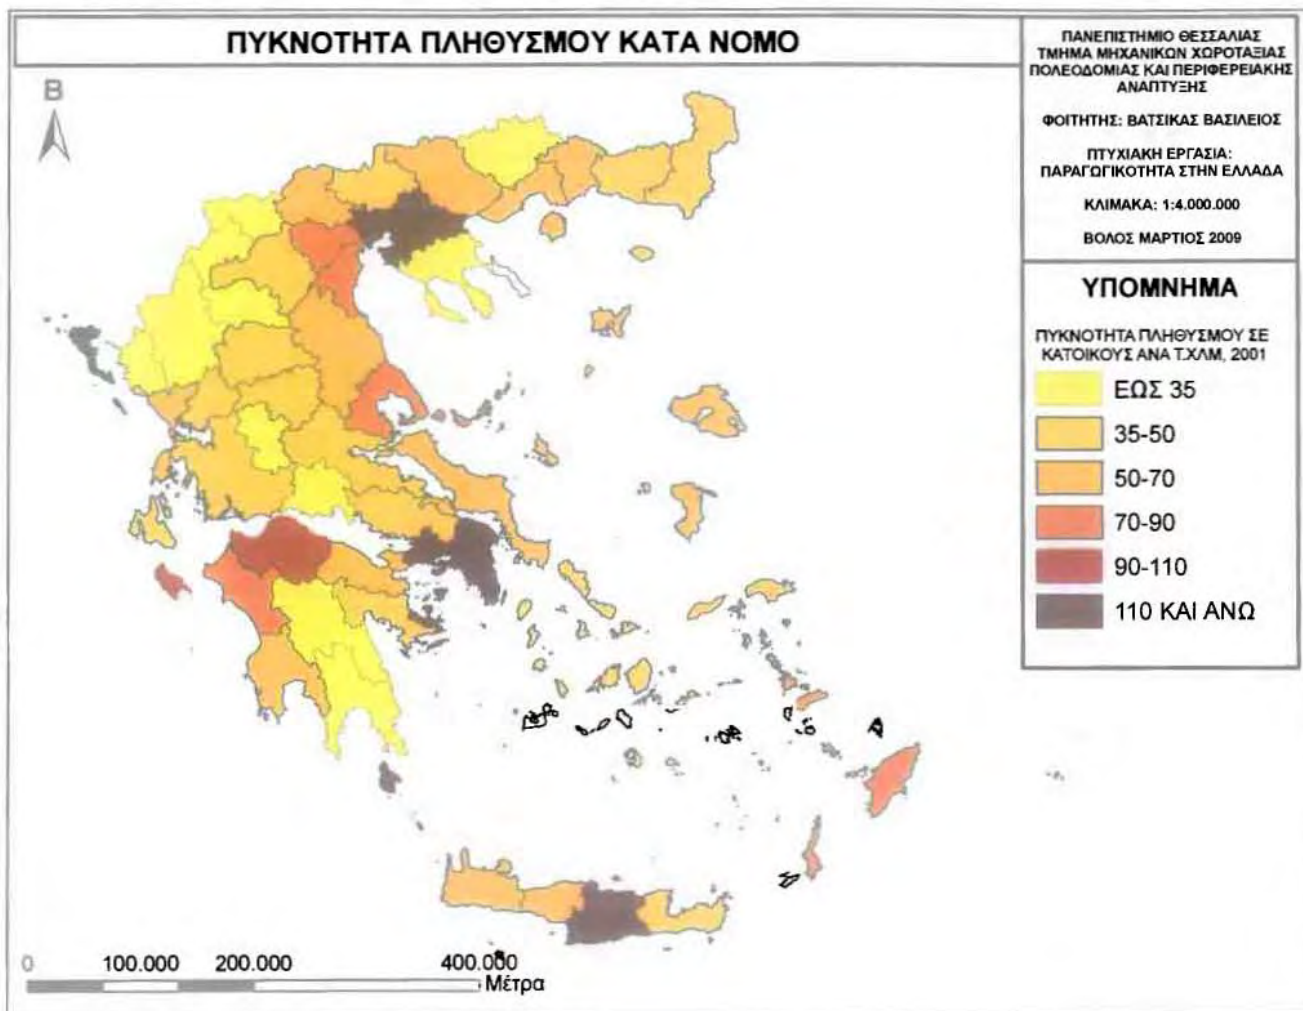 ΠΥΚΝΟΤΗΤΑ ΠΛΗΘΥΣΜΟΥ ΚΑΤΑ ΝΟΜΟ
Β
ΠΑΝΕΠΙΣΤΗΜΙΟ ΘΕΣΣΑΛΙΑΣ
ΤΜΗΜΑ ΜΗΧΑΝΙΚΩΝ ΧΩΡΟΤΑΞΙΑΣ
ΠΟΛΕΟΔΟΜΙΑΣ ΚΑΙ ΠΕΡΙΦΕΡΕΙΑΚΗΣ
ΑΝΑΠΤΥΞΗΣ
ΦΟΙΤΗΤΗΣ: ΒΑΤΣΙΚΑΣ ΒΑΣΙΛΕΙΟΣ
ΠΤΥΧΙΑΚΗ ΕΡΓΑΣΙΑ:
ΠΑΡΑΓΩΓΙΚΟΤΗΤΑ ΣΤΗΝ ΕΛΛΑΔΑ
ΚΛΙΜΑΚΑ: 1:4.000.000
ΒΟΛΟΣ ΜΑΡΤΙΟΣ 2009
ΥΠΟΜΝΗΜΑ
ΠΥΚΝΟΤΗΤΑ ΠΛΗΘΥΣΜΟΥ ΣΕ
ΚΑΤΟΙΚΟΥΣ ΑΝΑ Τ.ΧΛΜ, 2001
ΕΩΣ 35
35-50
50-70
70-90
90-110
110 ΚΑΙ ΑΝΩ
0 100.000 200.000 400.000
Μέτρα